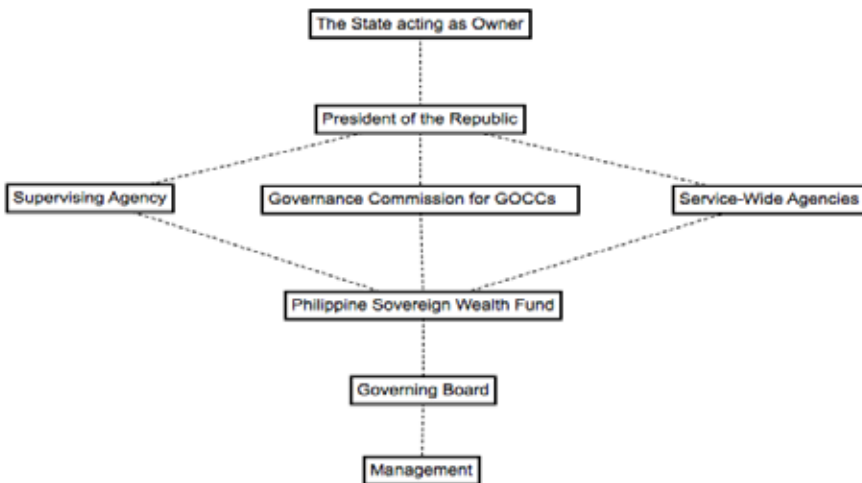 The State acting as Owner
President of the Republic
Supervising Agency
Governance Commission for GOCCs
Service-Wide Agencies
Philippine Sovereign Wealth Fund
Governing Board
Management